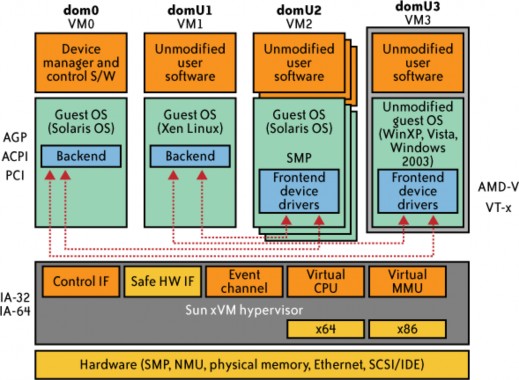 dom0
VM0
domU1
VM1
domU2
VM2
domU3
VM3
Device
manager and
control S/W
Unmodified
user
software
Unmodified
user
software
Unmodified
user
software
Guest OS
(Solaris OS)
Backend
Guest OS
(Xen Linux)
Backend
Guest OS
(Solaris OS)
SMP
Frontend
device
drivers
Unmodified
guest OS
(WinXP, Vista,
Windows
2003)
Frontend
device
drivers
AGP
ACPI
PCI
AMD-V
VT-x
Control IF
Safe HW IF
Event
channel
Virtual
CPU
Virtual
MMU
IA-32
IA-64
Sun xVM hypervisor
x64
x86
Hardware (SMP, NMU, physical memory, Ethernet, SCSI/IDE)